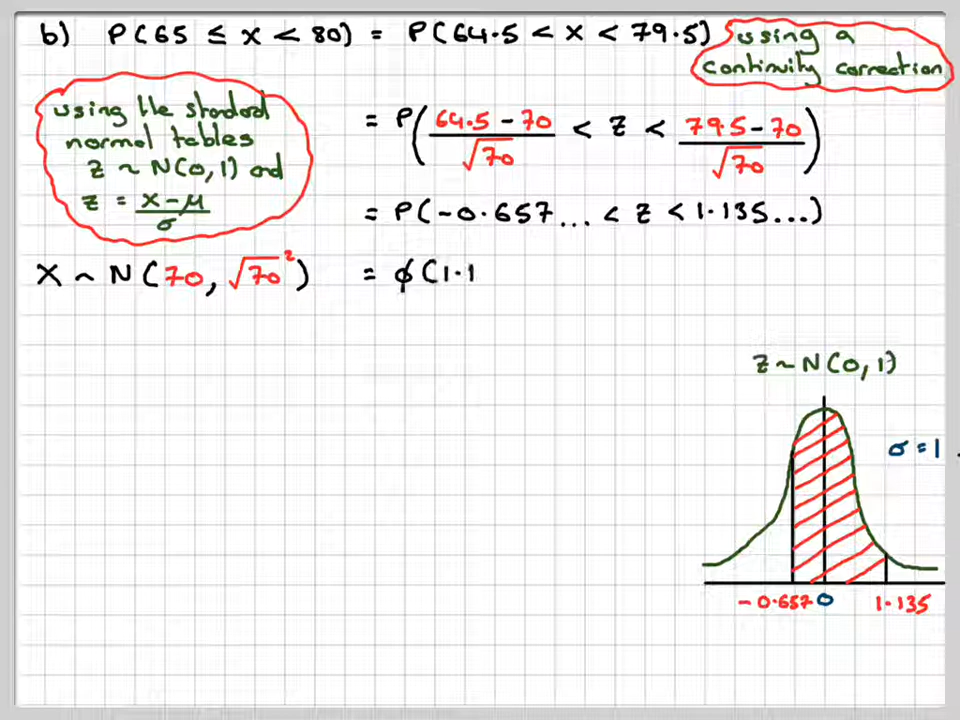 b) P(65 ≤ x < 80) = P(64.5 < x < 79.5)
using a
continuity correction
using the standard
normal tables
z ~ N(0,1) and
z = (x-μ)/σ
= P((64.5-70)/√70 < z < (79.5-70)/√70)
= P(-0.657... < z < 1.135...)
X ~ N(70, √70²)
= φ(1.1
z ~ N(0,1)
σ = 1
-0.657 0 1.135